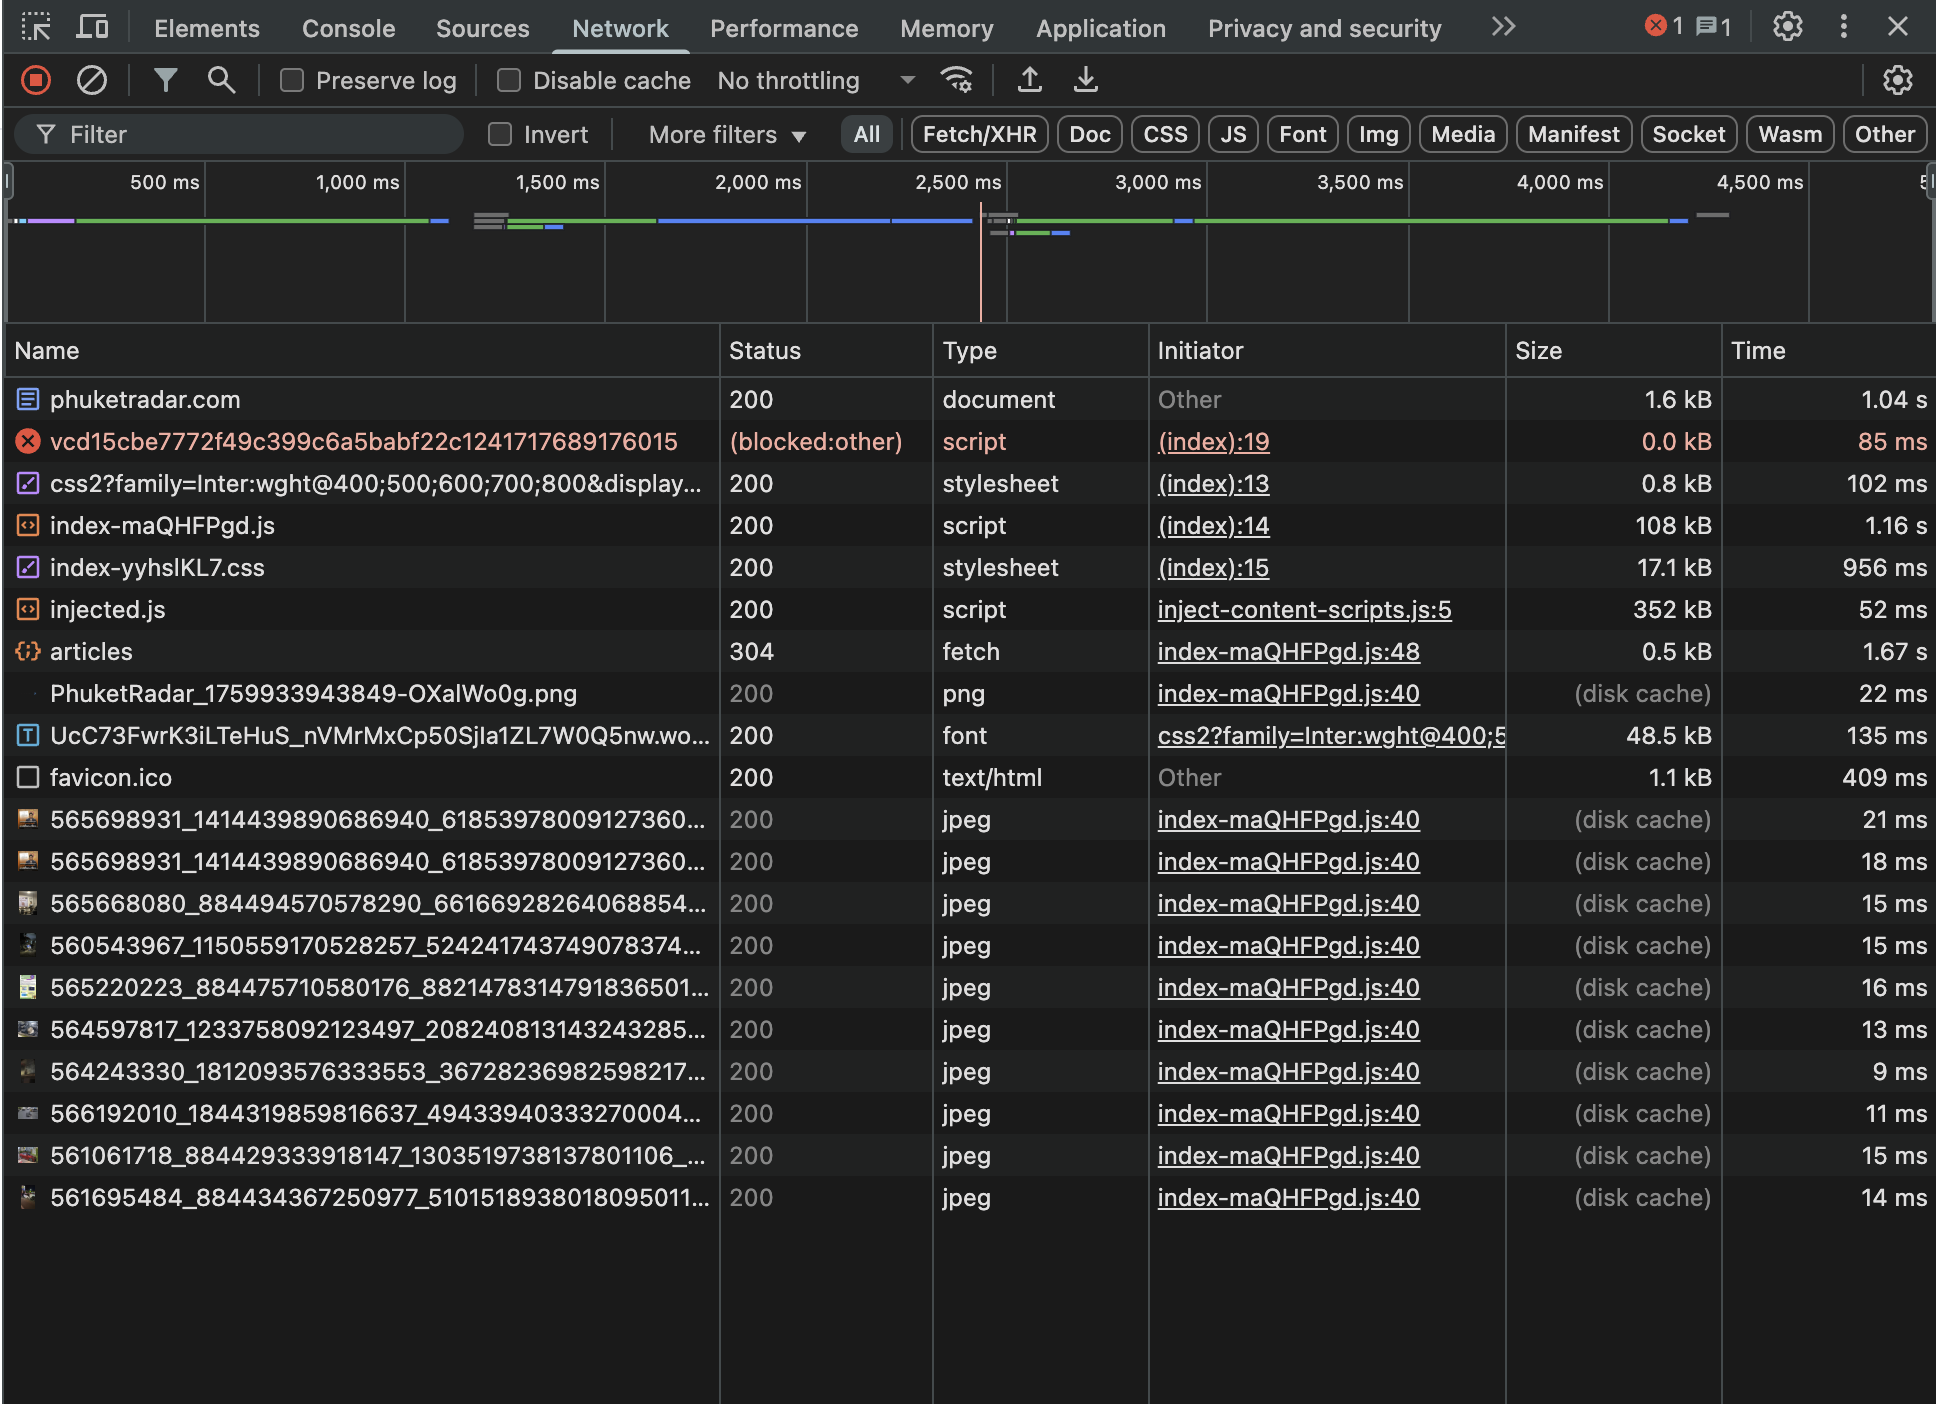 Elements Console Sources Network Performance Memory Application Privacy and security 1 1
Preserve log Disable cache No throttling
Filter Invert More filters All Fetch/XHR Doc CSS JS Font Img Media Manifest Socket Wasm Other
500 ms 1,000 ms 1,500 ms 2,000 ms 2,500 ms 3,000 ms 3,500 ms 4,000 ms 4,500 ms
Name Status Type Initiator Size Time
phuketradar.com 200 document Other 1.6 kB 1.04 s
vcd15cbe7772f49c399c6a5babf22c1241717689176015 (blocked:other) script (index):19 0.0 kB 85 ms
css2?family=Inter:wght@400;500;600;700;800&display... 200 stylesheet (index):13 0.8 kB 102 ms
index-maQHFPgd.js 200 script (index):14 108 kB 1.16 s
index-yyhslKL7.css 200 stylesheet (index):15 17.1 kB 956 ms
injected.js 200 script inject-content-scripts.js:5 352 kB 52 ms
articles 304 fetch index-maQHFPgd.js:48 0.5 kB 1.67 s
PhuketRadar_1759933943849-OXalWo0g.png 200 png index-maQHFPgd.js:40 (disk cache) 22 ms
UcC73FwrK3iLTeHuS_nVMrMxCp50SjIa1ZL7W0Q5nw.wo... 200 font css2?family=Inter:wght@400;5 48.5 kB 135 ms
favicon.ico 200 text/html Other 1.1 kB 409 ms
565698931_1414439890686940_61853978009127360... 200 jpeg index-maQHFPgd.js:40 (disk cache) 21 ms
565698931_1414439890686940_61853978009127360... 200 jpeg index-maQHFPgd.js:40 (disk cache) 18 ms
565668080_884494570578290_66166928264068854... 200 jpeg index-maQHFPgd.js:40 (disk cache) 15 ms
560543967_1150559170528257_524241743749078374... 200 jpeg index-maQHFPgd.js:40 (disk cache) 15 ms
565220223_884475710580176_8821478314791836501... 200 jpeg index-maQHFPgd.js:40 (disk cache) 16 ms
564597817_1233758092123497_208240813143243285... 200 jpeg index-maQHFPgd.js:40 (disk cache) 13 ms
564243330_1812093576333553_36728236982598217... 200 jpeg index-maQHFPgd.js:40 (disk cache) 9 ms
566192010_1844319859816637_49433940333270004... 200 jpeg index-maQHFPgd.js:40 (disk cache) 11 ms
561061718_884429333918147_1303519738137801106_... 200 jpeg index-maQHFPgd.js:40 (disk cache) 15 ms
561695484_884434367250977_5101518938018095011... 200 jpeg index-maQHFPgd.js:40 (disk cache) 14 ms